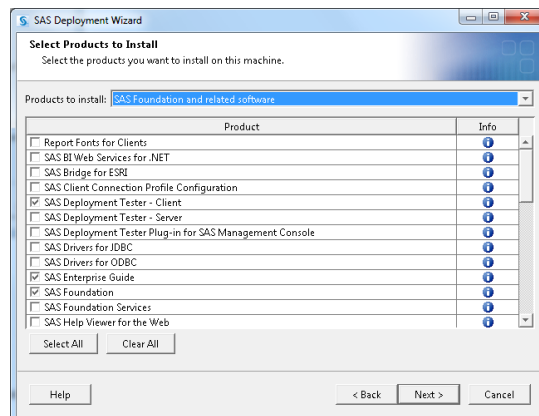 SAS Deployment Wizard
Select Products to Install
Select the products you want to install on this machine.
Products to install: SAS Foundation and related software
Product Info
Report Fonts for Clients
SAS BI Web Services for .NET
SAS Bridge for ESRI
SAS Client Connection Profile Configuration
SAS Deployment Tester - Client
SAS Deployment Tester - Server
SAS Deployment Tester Plug-in for SAS Management Console
SAS Drivers for JDBC
SAS Drivers for ODBC
SAS Enterprise Guide
SAS Foundation
SAS Foundation Services
SAS Help Viewer for the Web
Select All Clear All
Help < Back Next > Cancel